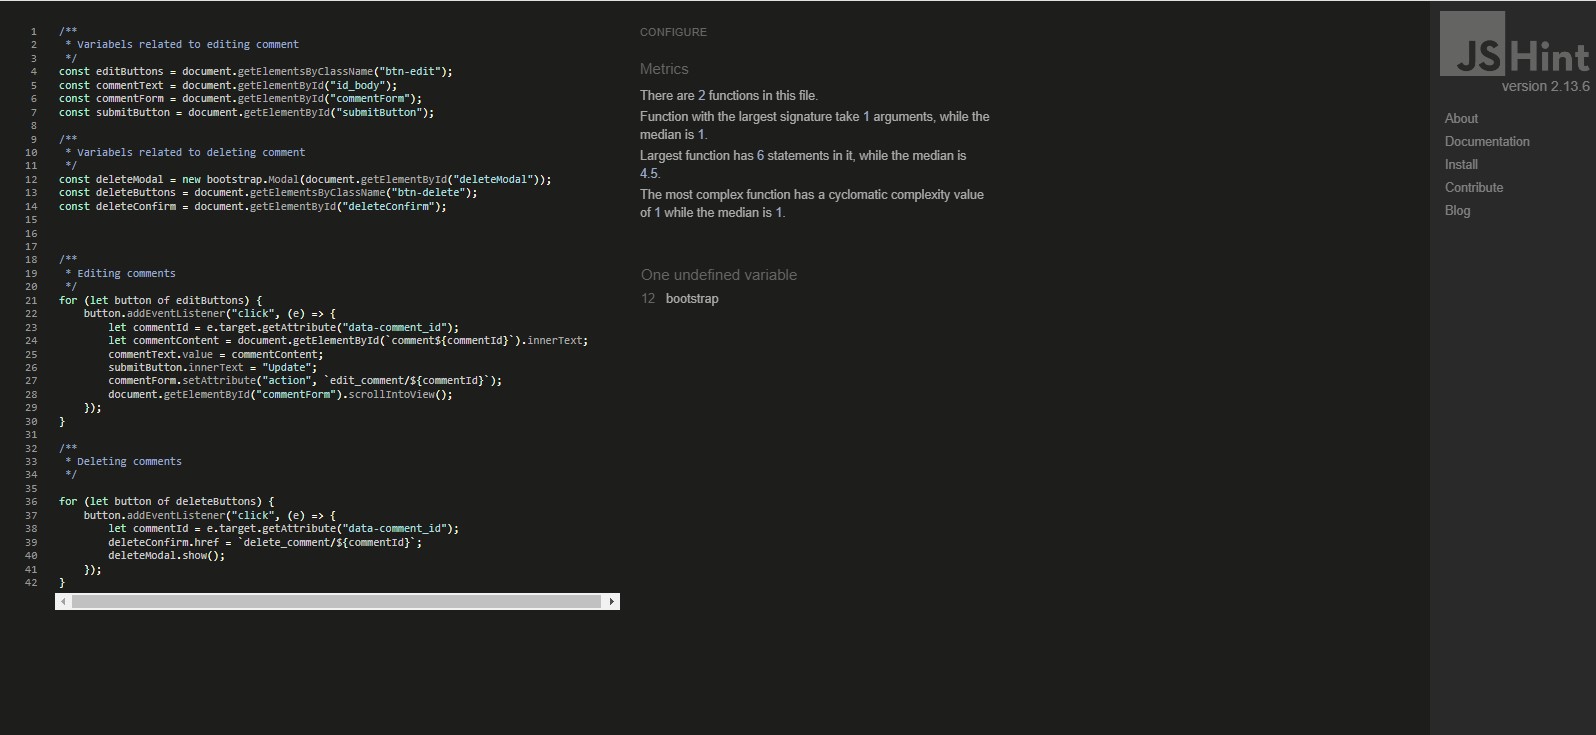 1 /**
2  * Variabels related to editing comment
3  */
4 const editButtons = document.getElementsByClassName("btn-edit");
5 const commentText = document.getElementById("id_body");
6 const commentForm = document.getElementById("commentForm");
7 const submitButton = document.getElementById("submitButton");
8
9 /**
10  * Variabels related to deleting comment
11  */
12 const deleteModal = new bootstrap.Modal(document.getElementById("deleteModal"));
13 const deleteButtons = document.getElementsByClassName("btn-delete");
14 const deleteConfirm = document.getElementById("deleteConfirm");
15
16
17
18 /**
19  * Editing comments
20  */
21 for (let button of editButtons) {
22     button.addEventListener("click", (e) => {
23         let commentId = e.target.getAttribute("data-comment_id");
24         let commentContent = document.getElementById(`comment${commentId}`).innerText;
25         commentText.value = commentContent;
26         submitButton.innerText = "Update";
27         commentForm.setAttribute("action", `edit_comment/${commentId}`);
28         document.getElementById("commentForm").scrollIntoView();
29     });
30 }
31
32 /**
33  * Deleting comments
34  */
35
36 for (let button of deleteButtons) {
37     button.addEventListener("click", (e) => {
38         let commentId = e.target.getAttribute("data-comment_id");
39         deleteConfirm.href = `delete_comment/${commentId}`;
40         deleteModal.show();
41     });
42 }
CONFIGURE
Metrics
There are 2 functions in this file.
Function with the largest signature take 1 arguments, while the
median is 1.
Largest function has 6 statements in it, while the median is
4.5.
The most complex function has a cyclomatic complexity value
of 1 while the median is 1.
One undefined variable
12 bootstrap
JSHint
version 2.13.6
About
Documentation
Install
Contribute
Blog